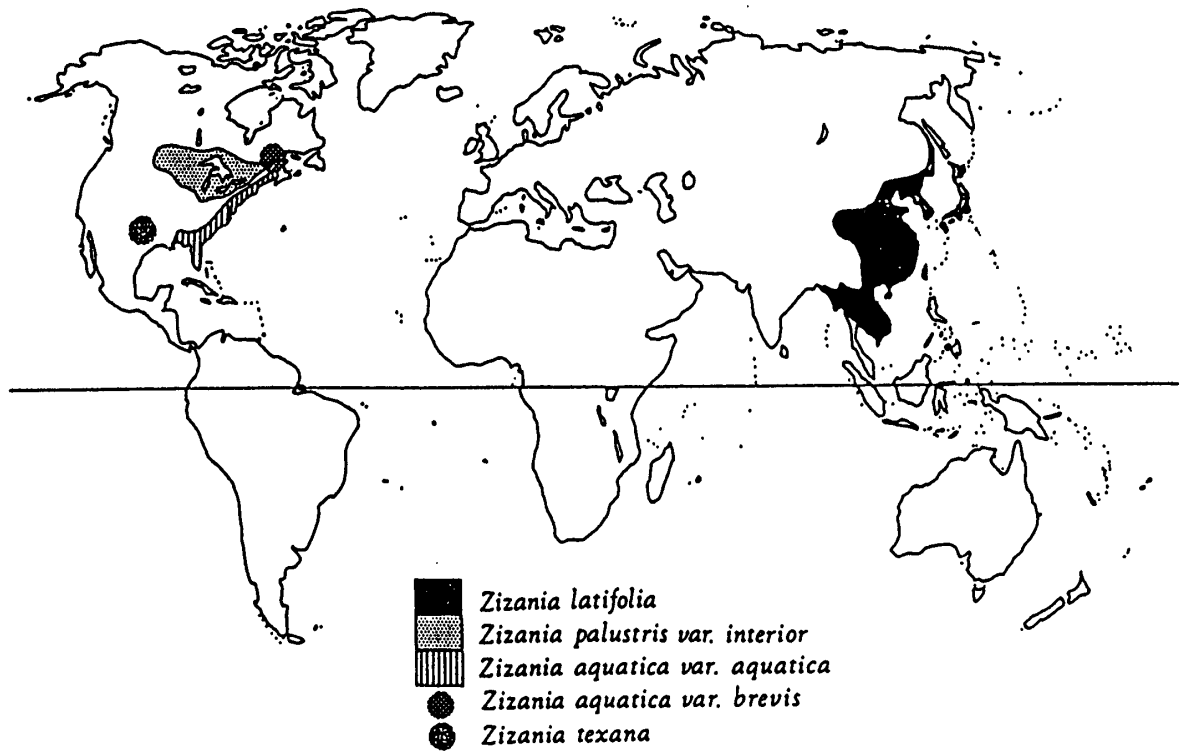 Zizania latifolia
Zizania palustris var. interior
Zizania aquatica var. aquatica
Zizania aquatica var. brevis
Zizania texana